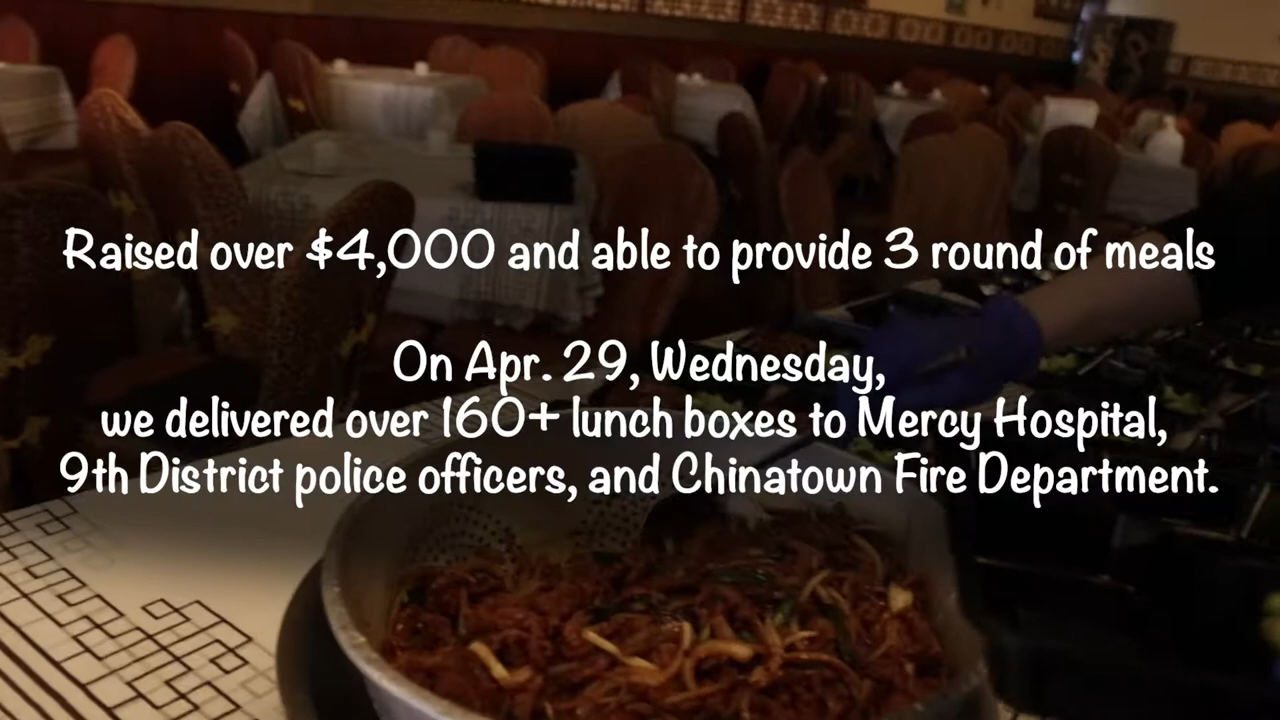 Raised over $4,000 and able to provide 3 round of meals
On Apr. 29, Wednesday,
we delivered over 160+ lunch boxes to Mercy Hospital,
9th District police officers, and Chinatown Fire Department.